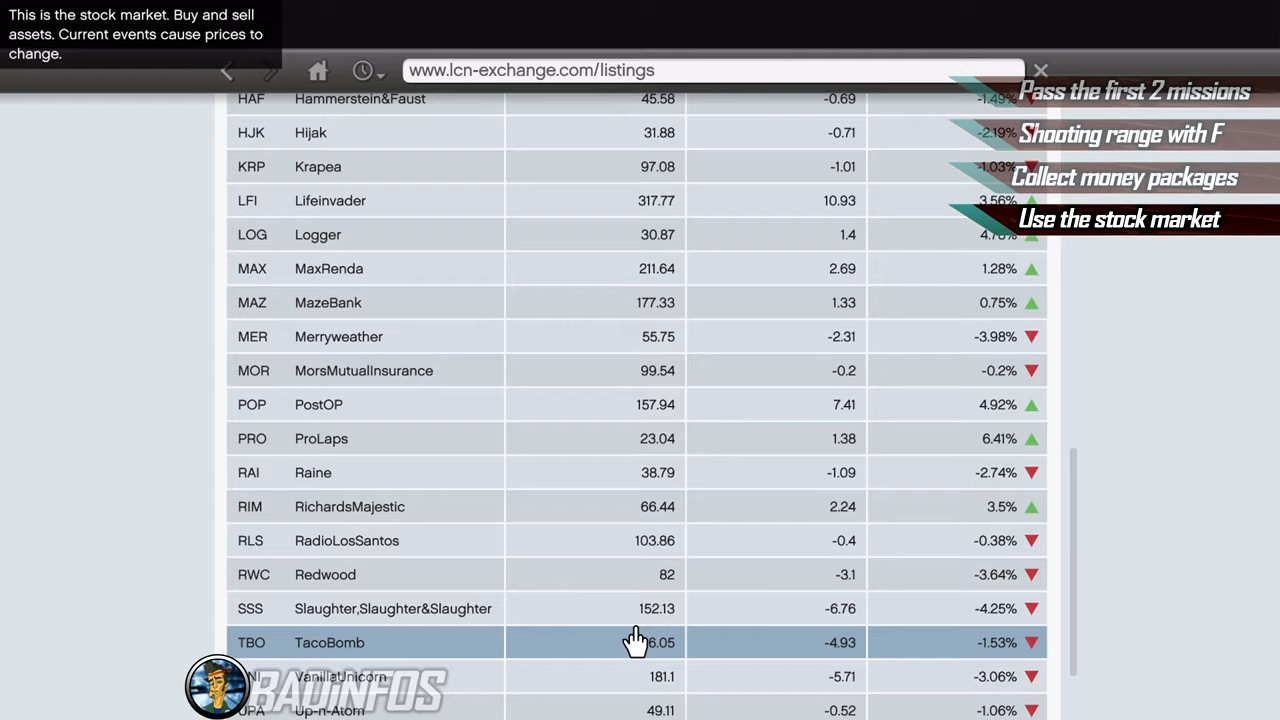 This is the stock market. Buy and sell
assets. Current events cause prices to
change.
www.lcn-exchange.com/listings
Pass the first 2 missions
Shooting range with F
Collect money packages
Use the stock market
HAF Hammerstein&Faust 45.58 -0.69 -1.49%
HJK Hijak 31.88 -0.71 -2.19%
KRP Krapea 97.08 -1.01 -1.03%
LFI Lifeinvader 317.77 10.93 3.56%
LOG Logger 30.87 1.4
MAX MaxRenda 211.64 2.69 1.28%
MAZ MazeBank 177.33 1.33 0.75%
MER Merryweather 55.75 -2.31 -3.98%
MOR MorsMutualInsurance 99.54 -0.2 -0.2%
POP PostOP 157.94 7.41 4.92%
PRO ProLaps 23.04 1.38 6.41%
RAI Raine 38.79 -1.09 -2.74%
RIM RichardsMajestic 66.44 2.24 3.5%
RLS RadioLosSantos 103.86 -0.4 -0.38%
RWC Redwood 82 -3.1 -3.64%
SSS Slaughter,Slaughter&Slaughter 152.13 -6.76 -4.25%
TBO TacoBomb -4.93 -1.53%
VanillaUnicorn 181.1 -5.71 -3.06%
UPA Up-n-Atom 49.11 -0.52 -1.06%
BADINFOS